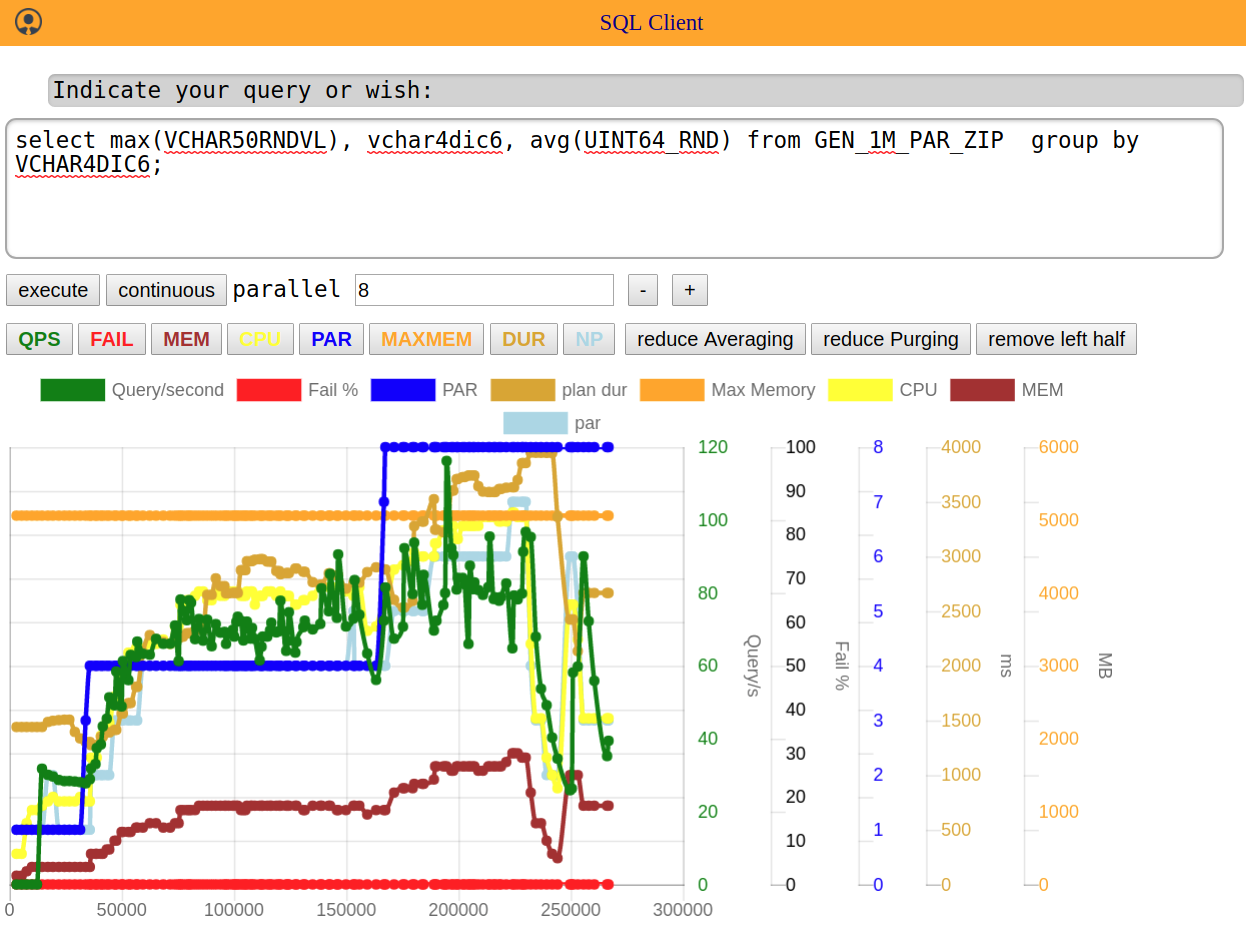 SQL Client
Indicate your query or wish:
select max(VCHAR50RNDVL), vchar4dic6, avg(UINT64_RND) from GEN_1M_PAR_ZIP  group by
VCHAR4DIC6;
execute continuous parallel 8 - +
QPS FAIL MEM CPU PAR MAXMEM DUR NP reduce Averaging reduce Purging remove left half
Query/second Fail % PAR plan dur Max Memory CPU MEM
par
120 100 8 4000 6000
90 7 3500
100 80 5000
6 3000
80 70 4000
5 2500
60
60 50 4 2000 3000
Query/s Fail % ms MB
40 3 1500
40 30 2000
2 1000
20 20 1000
10 1 500
0 0 0 0 0
0 50000 100000 150000 200000 250000 300000